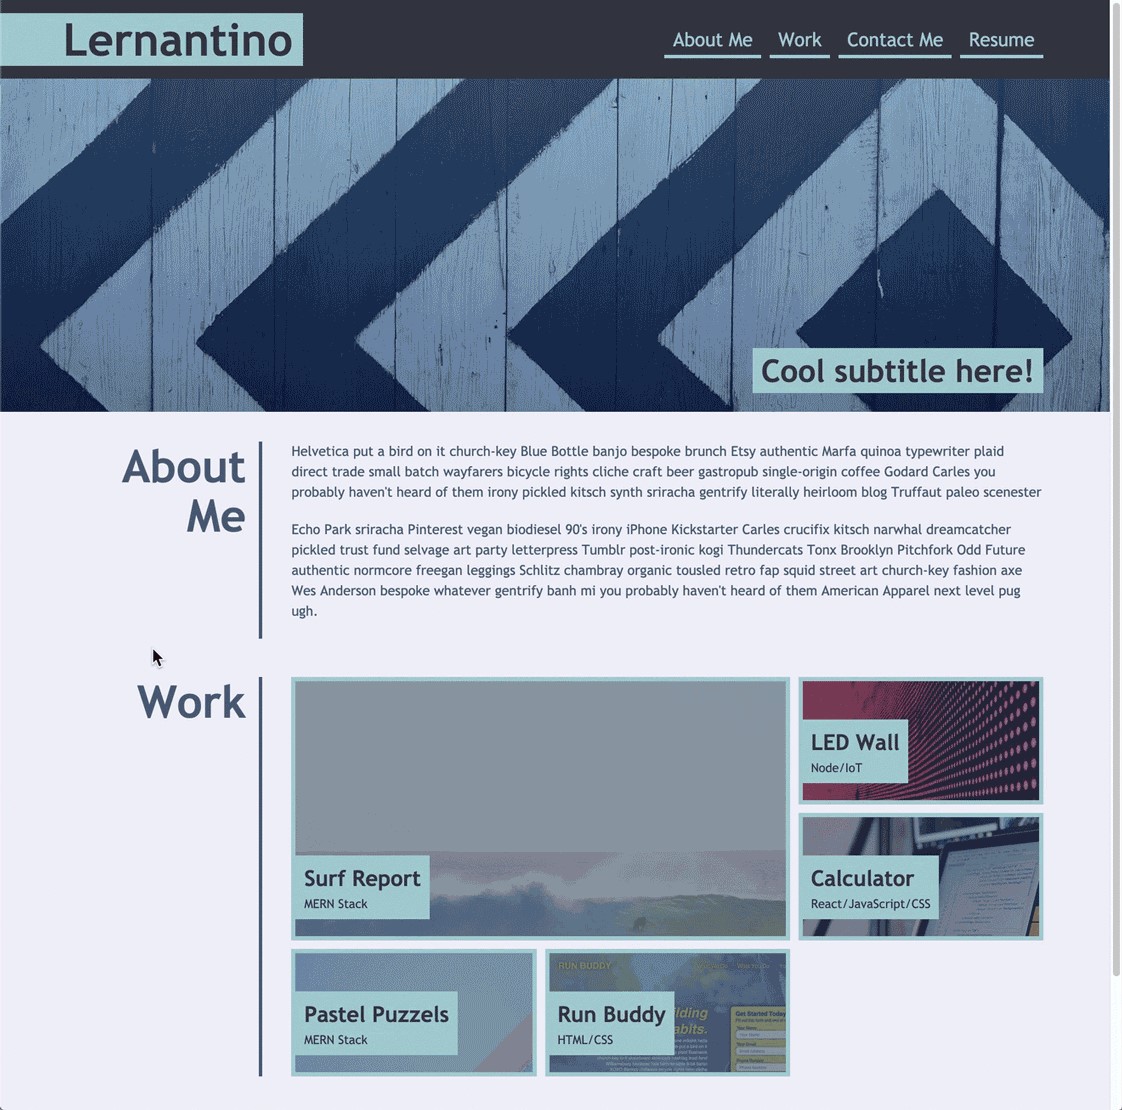 Lernantino
About Me Work Contact Me Resume
Cool subtitle here!
About
Me
Helvetica put a bird on it church-key Blue Bottle banjo bespoke brunch Etsy authentic Marfa quinoa typewriter plaid
direct trade small batch wayfarers bicycle rights cliche craft beer gastropub single-origin coffee Godard Carles you
probably haven't heard of them irony pickled kitsch synth sriracha gentrify literally heirloom blog Truffaut paleo scenester
Echo Park sriracha Pinterest vegan biodiesel 90's irony iPhone Kickstarter Carles crucifix kitsch narwhal dreamcatcher
pickled trust fund selvage art party letterpress Tumblr post-ironic kogi Thundercats Tonx Brooklyn Pitchfork Odd Future
authentic normcore freegan leggings Schlitz chambray organic tousled retro fap squid street art church-key fashion axe
Wes Anderson bespoke whatever gentrify banh mi you probably haven't heard of them American Apparel next level pug
ugh.
Work
Surf Report
MERN Stack
LED Wall
Node/IoT
Calculator
React/JavaScript/CSS
Pastel Puzzels
MERN Stack
RUN BUDDY
Run Buddy
HTML/CSS
lding
abits.
Get Started Today